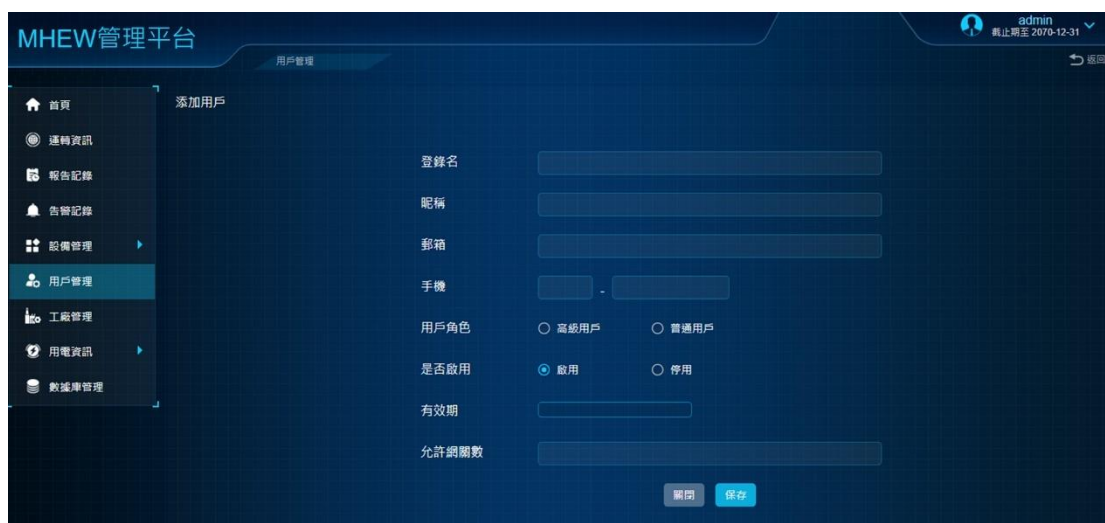 MHEW管理平台
admin
截止期至 2070-12-31
用戶管理
返回
首頁
添加用戶
運轉資訊
報告記錄
告警記錄
設備管理
用戶管理
工廠管理
用電資訊
數據庫管理
登錄名
昵稱
郵箱
手機
-
用戶角色
高級用戶
普通用戶
是否啟用
啟用
停用
有效期
允許網關數
關閉
保存